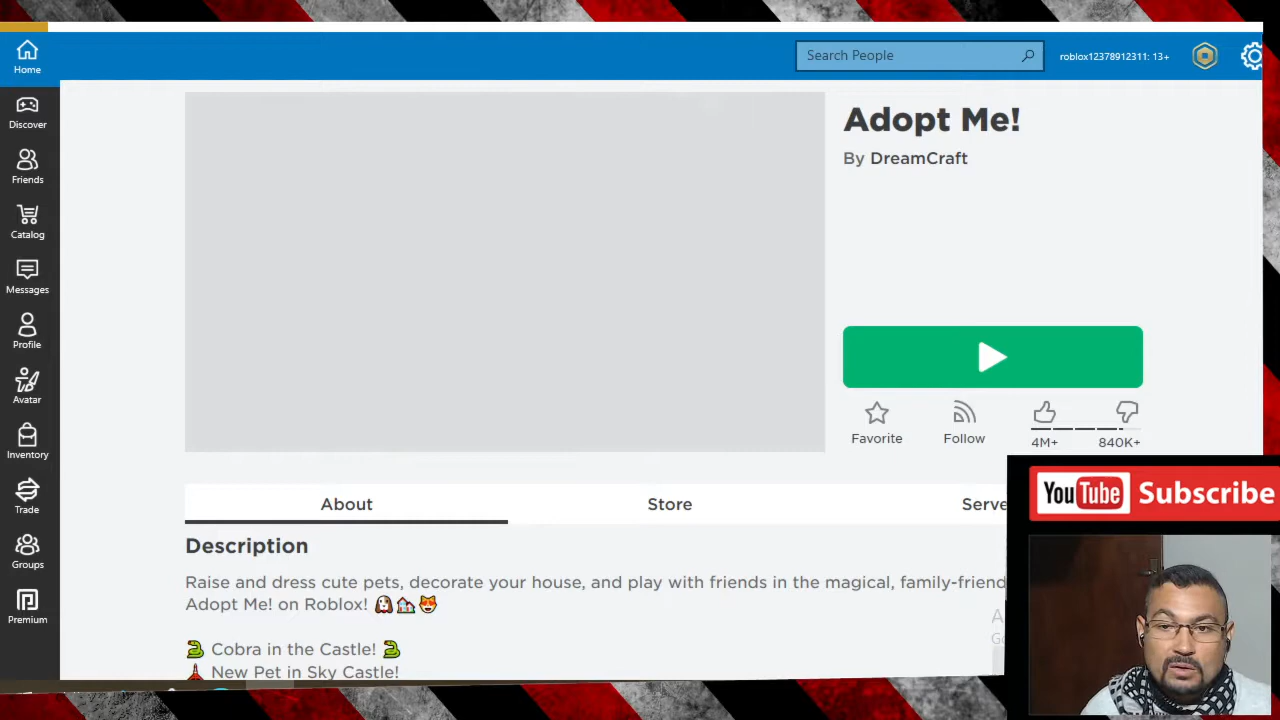 Search People
roblox12378912311: 13+
Home
Discover
Friends
Catalog
Messages
Profile
Avatar
Inventory
Trade
Groups
Premium
Adopt Me!
By DreamCraft
Favorite
Follow
4M+
840K+
About
Store
Serve
Description
Raise and dress cute pets, decorate your house, and play with friends in the magical, family-friend
Adopt Me! on Roblox! 🐶🏠😻
🐍 Cobra in the Castle! 🐍
New Pet in Sky Castle!
YouTube Subscribe